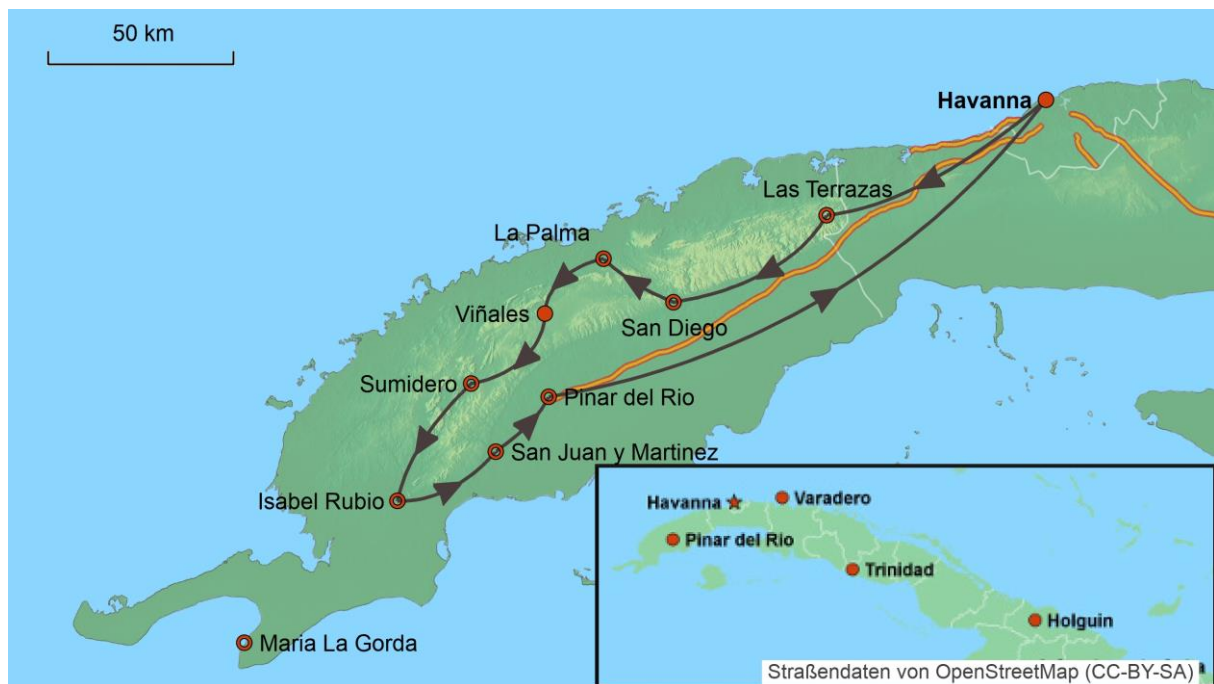 50 km
Havanna
Las Terrazas
La Palma
San Diego
Viñales
Sumidero
Pinar del Rio
San Juan y Martinez
Isabel Rubio
Maria La Gorda
Havanna
Varadero
Pinar del Rio
Trinidad
Holguin
Straßendaten von OpenStreetMap (CC-BY-SA)